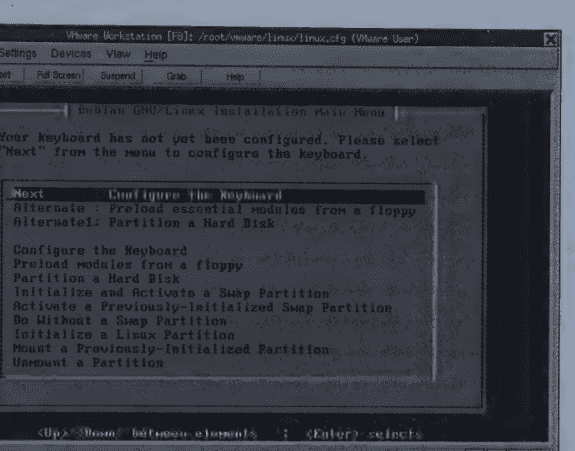 VMware Workstation [F8]: /root/vmware/linux/linux.cfg (VMware User)
Settings Devices View Help
set Full Screen Suspend Grab Help
Debian GNO/Linux Installation Main Menu
Your keyboard has not yet been configured. Please select
"Next" from the menu to configure the keyboard.
Next : Configure the Keyboard
Alternate : Preload essential modules from a floppy
Alternate1: Partition a Hard Disk
Configure the Keyboard
Preload modules from a floppy
Partition a Hard Disk
Initialize and Activate a Swap Partition
Activate a Previously-Initialized Swap Partition
Do Without a Swap Partition
Initialize a Linux Partition
Mount a Previously-Initialized Partition
Unmount a Partition
<Up> Down: between elements : <Enter> selects